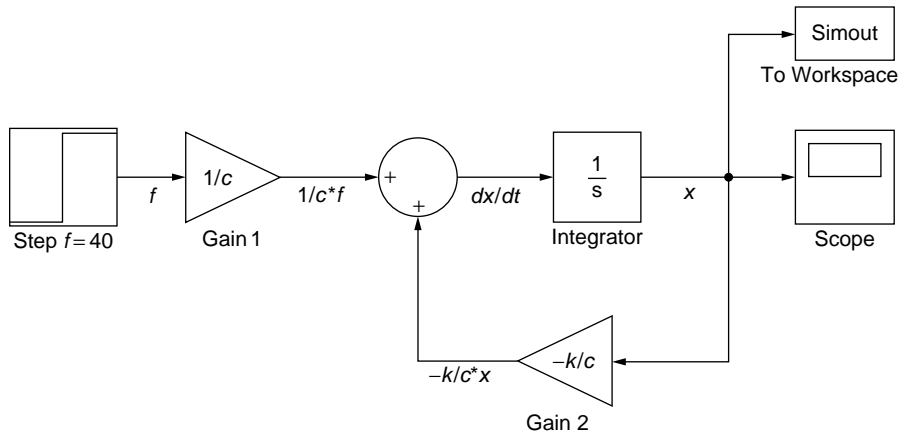 Simout
To Workspace
1/c
+
+
1
s
f
1/c*f
dx/dt
x
Step f = 40
Gain 1
Integrator
Scope
−k/c
−k/c*x
Gain 2